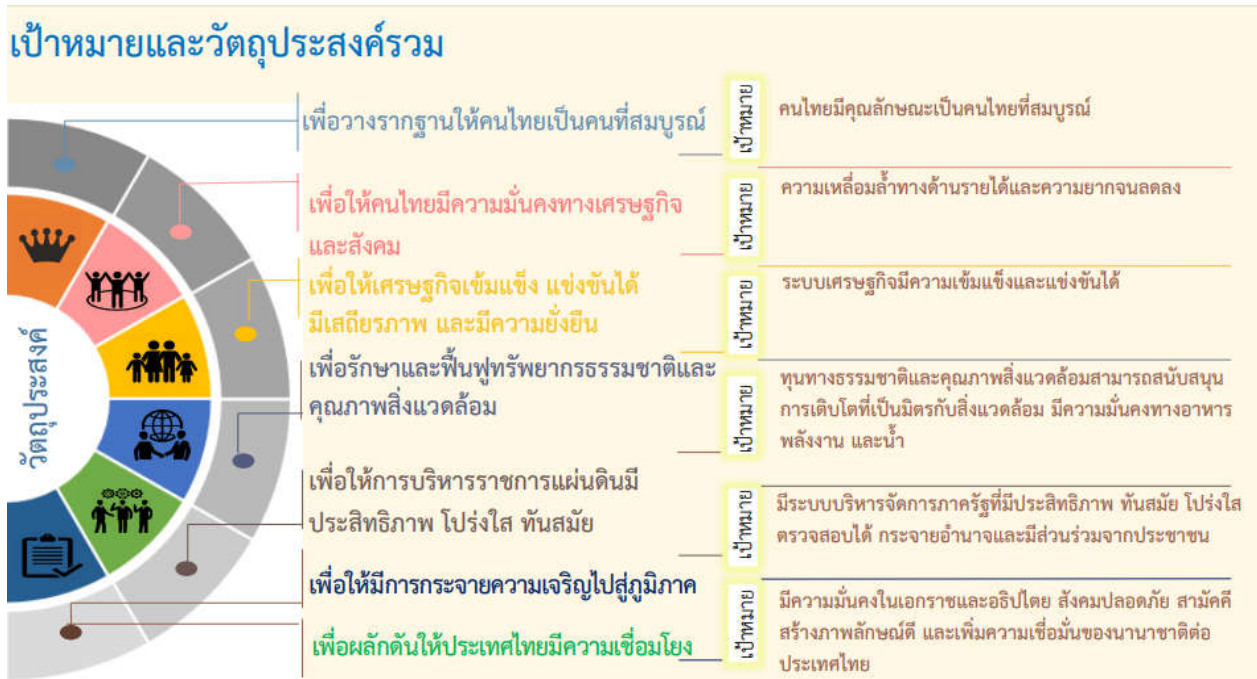 เป้าหมายและวัตถุประสงค์รวม
วัตถุประสงค์
เพื่อวางรากฐานให้คนไทยเป็นคนที่สมบูรณ์
เป้าหมาย
คนไทยมีคุณลักษณะเป็นคนไทยที่สมบูรณ์
เพื่อให้คนไทยมีความมั่นคงทางเศรษฐกิจ
และสังคม
เป้าหมาย
ความเหลื่อมล้ำทางด้านรายได้และความยากจนลดลง
เพื่อให้เศรษฐกิจเข้มแข็ง แข่งขันได้
มีเสถียรภาพ และมีความยั่งยืน
เป้าหมาย
ระบบเศรษฐกิจมีความเข้มแข็งและแข่งขันได้
เพื่อรักษาและฟื้นฟูทรัพยากรธรรมชาติและ
คุณภาพสิ่งแวดล้อม
เป้าหมาย
ทุนทางธรรมชาติและคุณภาพสิ่งแวดล้อมสามารถสนับสนุน
การเติบโตที่เป็นมิตรกับสิ่งแวดล้อม มีความมั่นคงทางอาหาร
พลังงาน และน้ำ
เพื่อให้การบริหารราชการแผ่นดินมี
ประสิทธิภาพ โปร่งใส ทันสมัย
เป้าหมาย
มีระบบบริหารจัดการภาครัฐที่มีประสิทธิภาพ ทันสมัย โปร่งใส
ตรวจสอบได้ กระจายอำนาจและมีส่วนร่วมจากประชาชน
เพื่อให้มีการกระจายความเจริญไปสู่ภูมิภาค
เพื่อผลักดันให้ประเทศไทยมีความเชื่อมโยง
เป้าหมาย
มีความมั่นคงในเอกราชและอธิปไตย สังคมปลอดภัย สามัคคี
สร้างภาพลักษณ์ดี และเพิ่มความเชื่อมั่นของนานาชาติต่อ
ประเทศไทย